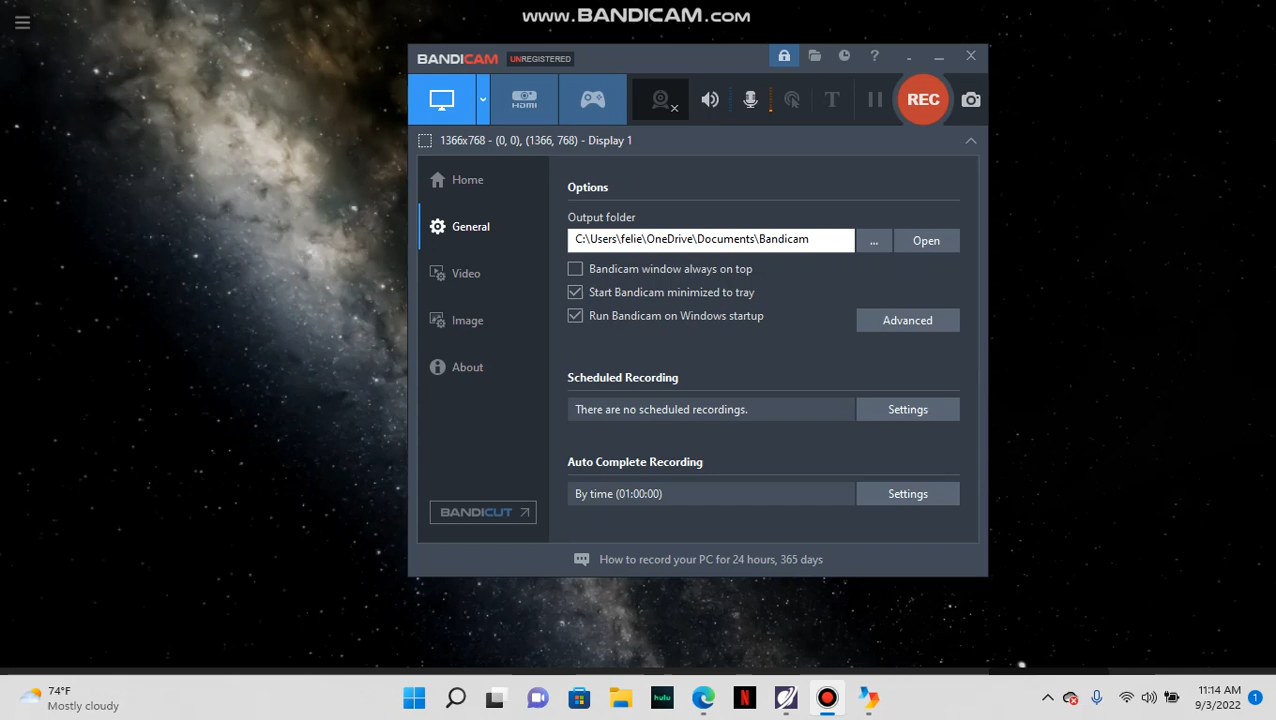 www.BANDICAM.com
BANDICAM UNREGISTERED
?
HDMI
T
REC
1366x768 - (0, 0), (1366, 768) - Display 1
Home
General
Video
Image
About
BANDICUT
Options
Output folder
C:\Users\felie\OneDrive\Documents\Bandicam
...
Open
Bandicam window always on top
Start Bandicam minimized to tray
Run Bandicam on Windows startup
Advanced
Scheduled Recording
There are no scheduled recordings.
Settings
Auto Complete Recording
By time (01:00:00)
Settings
How to record your PC for 24 hours, 365 days
74°F
Mostly cloudy
hulu
N
11:14 AM
9/3/2022
1